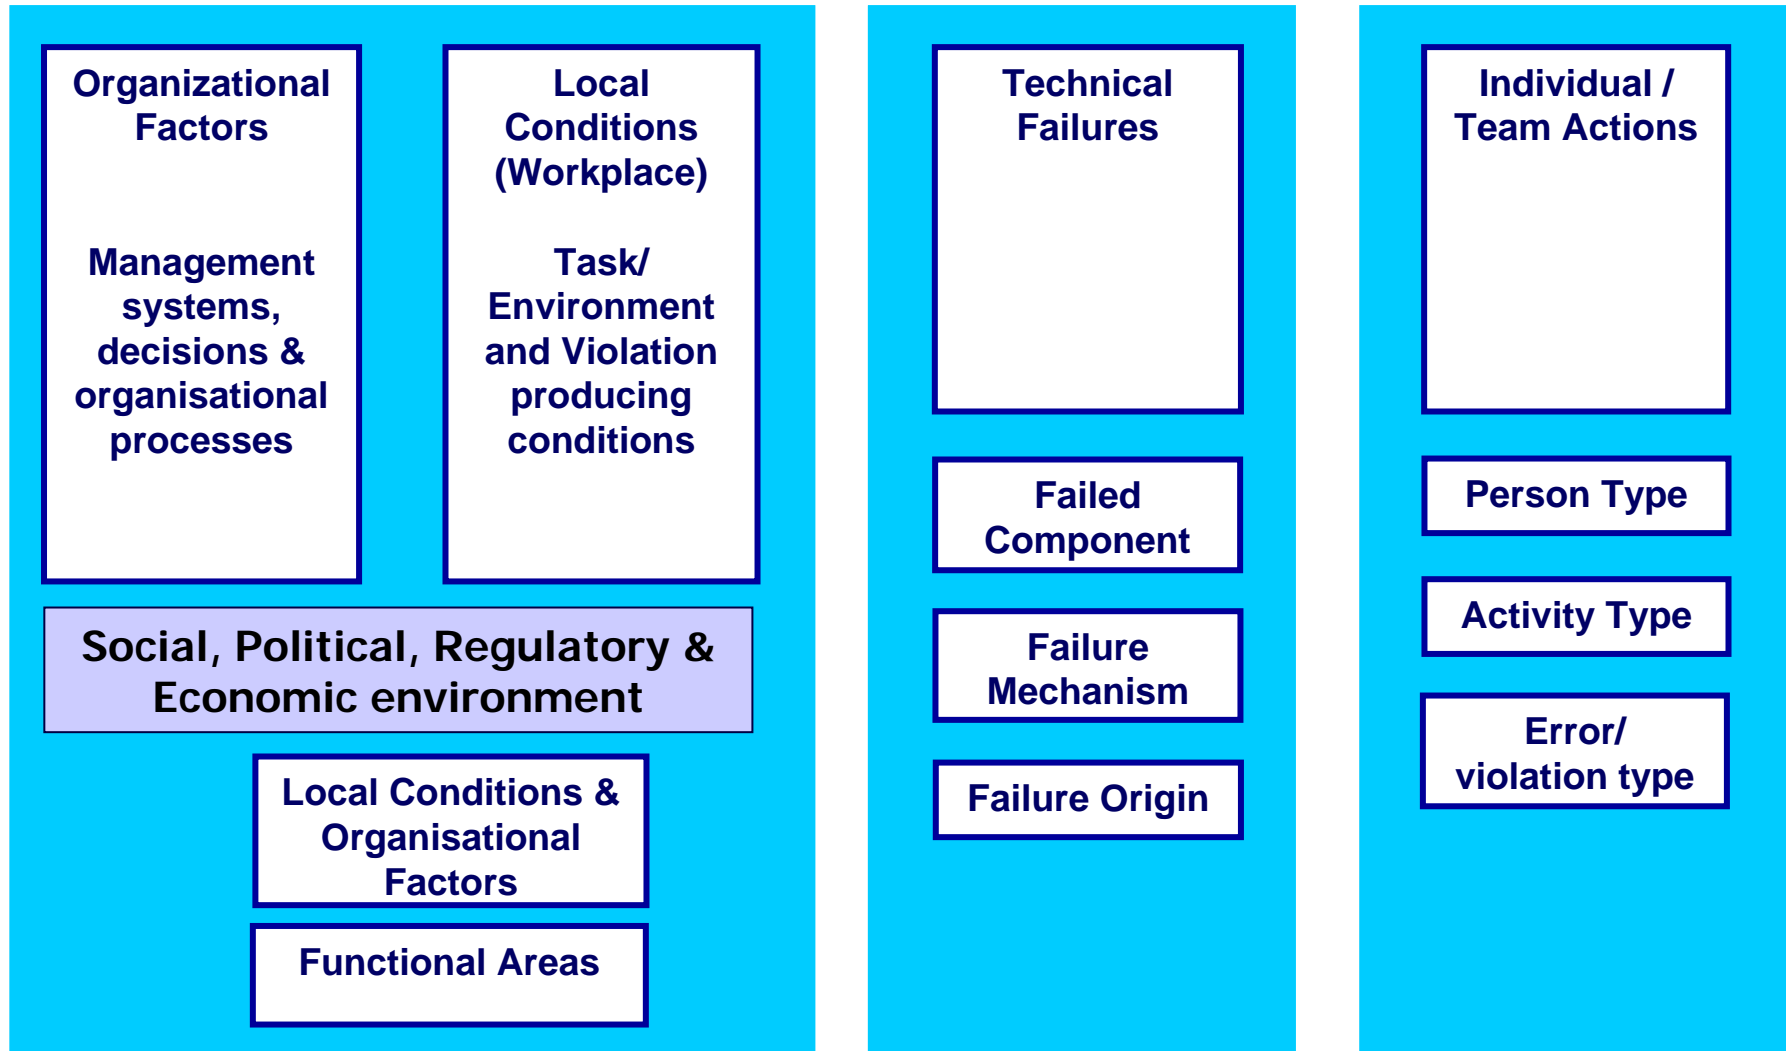 Organizational
Factors
Management
systems,
decisions &
organisational
processes
Local
Conditions
(Workplace)
Task/
Environment
and Violation
producing
conditions
Social, Political, Regulatory &
Economic environment
Local Conditions &
Organisational
Factors
Functional Areas
Technical
Failures
Failed
Component
Failure
Mechanism
Failure Origin
Individual /
Team Actions
Person Type
Activity Type
Error/
violation type